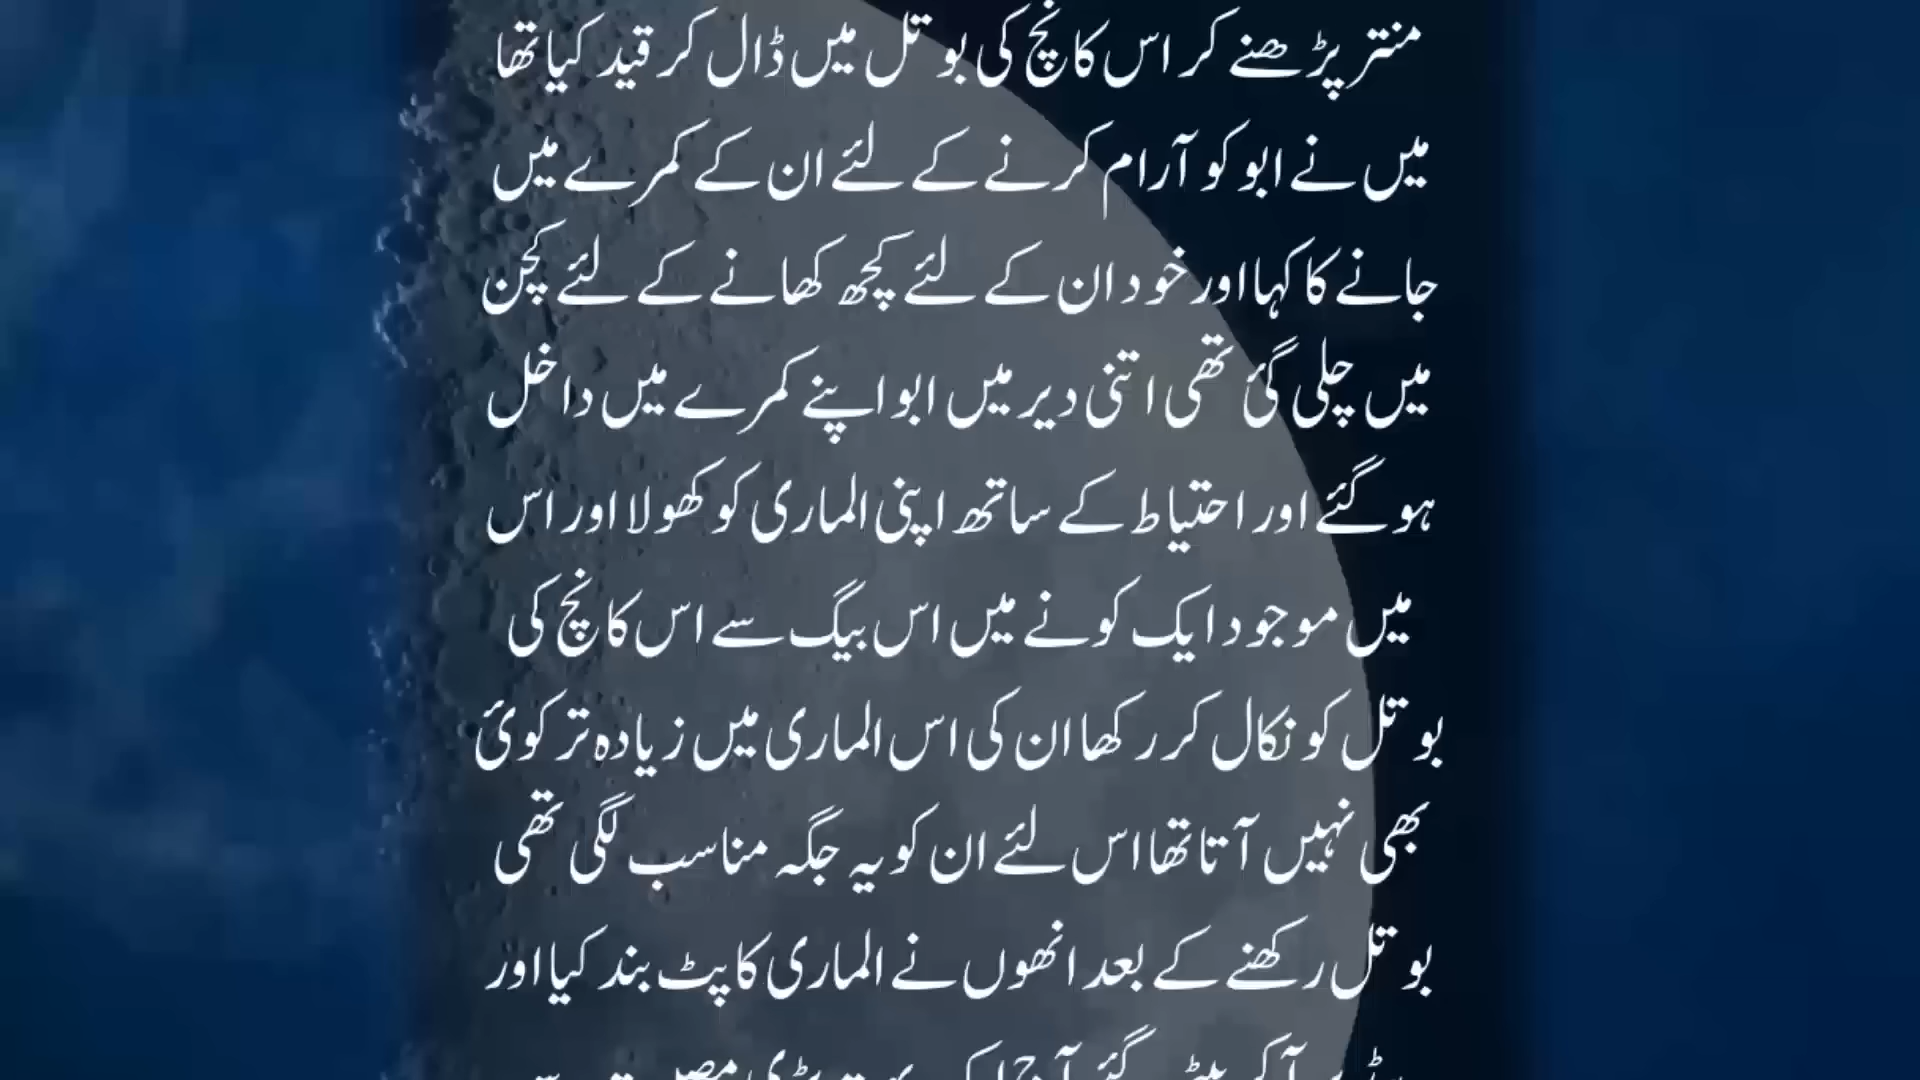 منتر پڑھنے کر اس کانچ کی بوتل میں ڈال کر قید کیا تھا
میں نے ابو کو آرام کرنے کے لئے ان کے کمرے میں
جانے کا کہا اور خود ان کے لئے کچھ کھانے کے لئے کچن
میں چلی گئ تھی اتنی دیر میں ابو اپنے کمرے میں داخل
ہو گئے اور احتیاط کے ساتھ اپنی الماری کو کھولا اور اس
میں موجود ایک کونے میں اس بیگ سے اس کانچ کی
بوتل کو نکال کر رکھا ان کی اس الماری میں زیادہ تر کوئ
بھی نہیں آتا تھا اس لئے ان کو یہ جگہ مناسب لگی تھی
بوتل رکھنے کے بعد انھوں نے الماری کا پٹ بند کیا اور